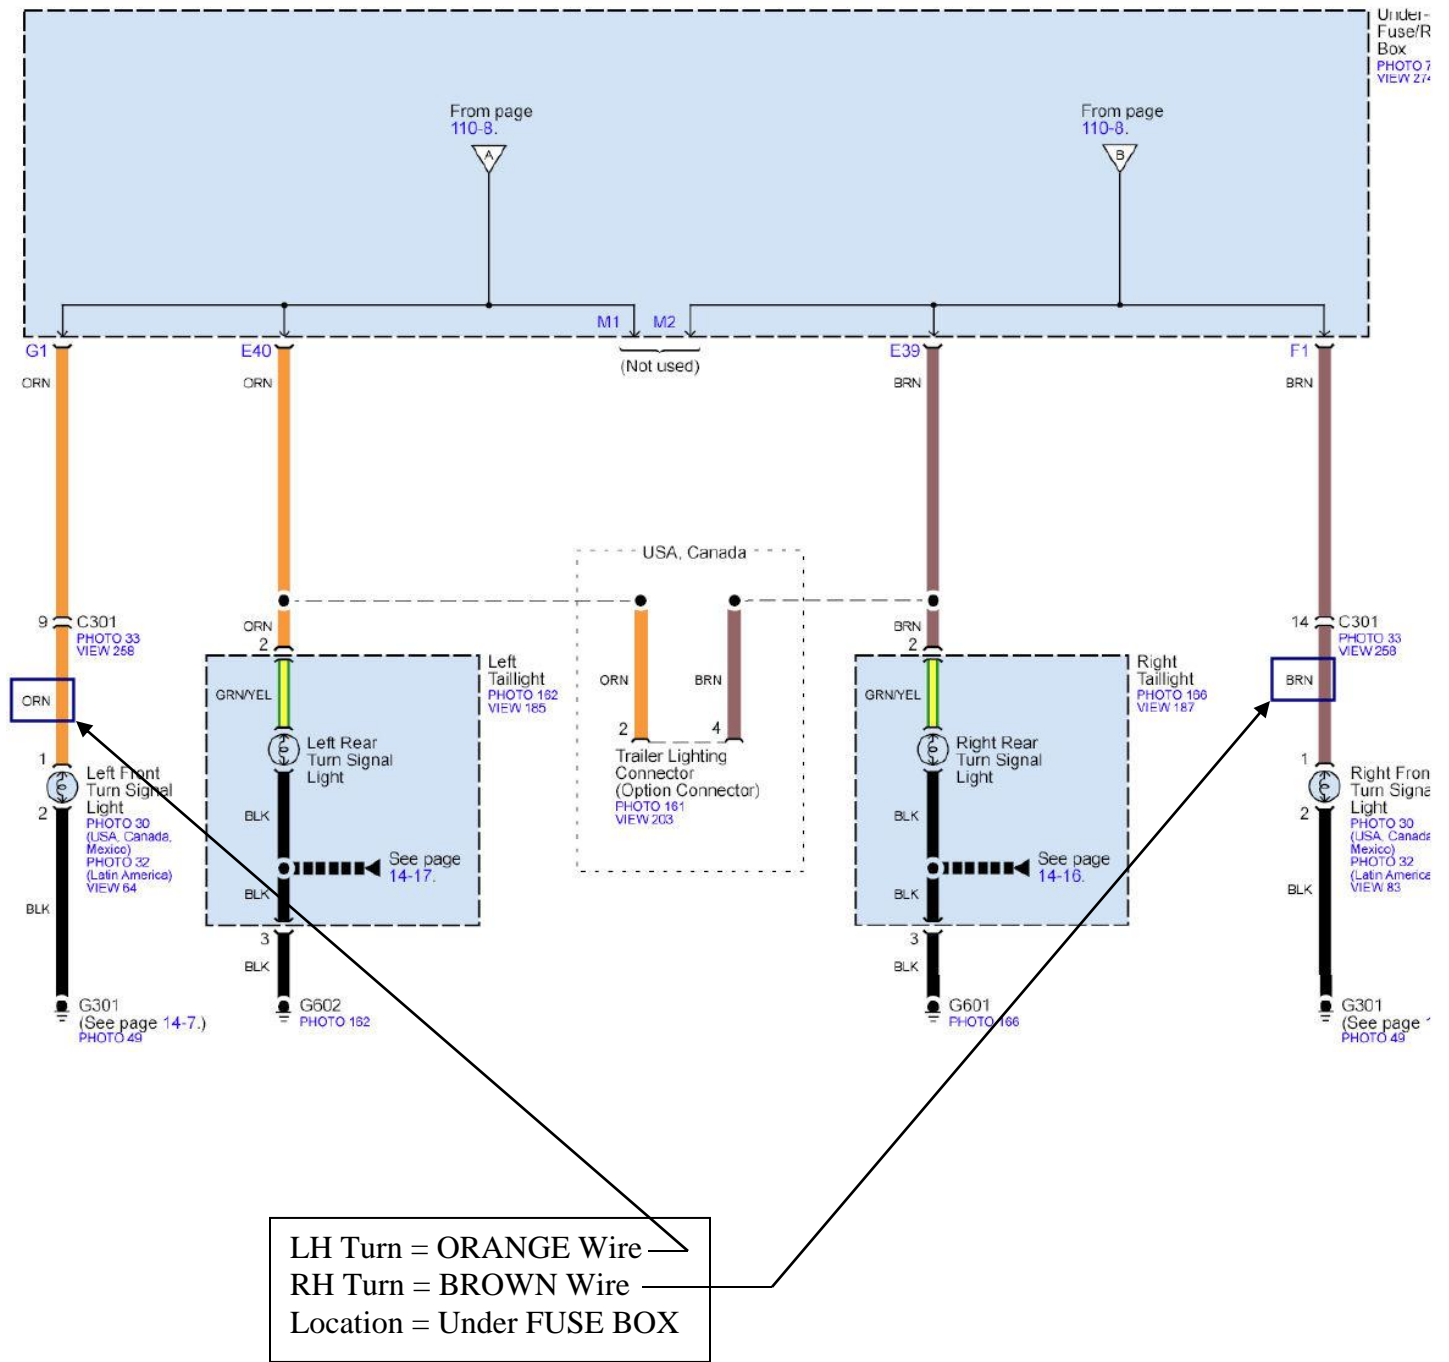 Under-
Fuse/R
Box
PHOTO 7
VIEW 274
From page
110-8.
A
From page
110-8.
B
M1 M2
G1
E40
(Not used)
E39
F1
ORN
ORN
BRN
BRN
USA, Canada
9 C301
PHOTO 33
VIEW 258
ORN
2
BRN
2
14 C301
PHOTO 33
VIEW 258
ORN
GRN/YEL
Left
Taillight
PHOTO 162
VIEW 185
ORN
BRN
GRN/YEL
Right
Taillight
PHOTO 166
VIEW 187
BRN
2
4
1
Left Front
Turn Signal
Light
2
PHOTO 30
(USA, Canada,
Mexico)
PHOTO 32
(Latin America)
VIEW 64
Left Rear
Turn Signal
Light
Trailer Lighting
Connector
(Option Connector)
PHOTO 161
VIEW 203
Right Rear
Turn Signal
Light
1
Right Fron
Turn Signa
Light
2
PHOTO 30
(USA, Canada
Mexico)
PHOTO 32
(Latin America
VIEW 83
BLK
See page
14-17.
BLK
BLK
See page
14-16.
BLK
BLK
BLK
3
BLK
3
BLK
G301
(See page 14-7.)
PHOTO 49
G602
PHOTO 162
G601
PHOTO 166
G301
(See page
PHOTO 49
LH Turn = ORANGE Wire
RH Turn = BROWN Wire
Location = Under FUSE BOX